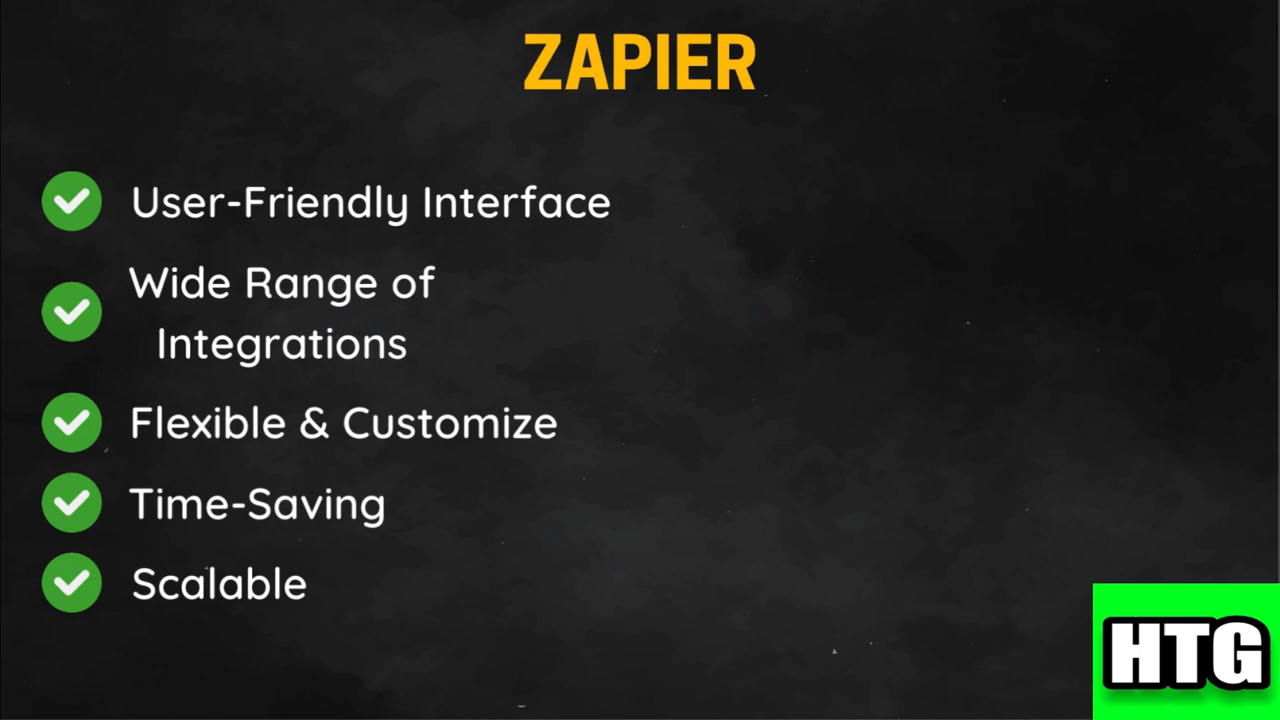 ZAPIER
User-Friendly Interface
Wide Range of
Integrations
Flexible & Customize
Time-Saving
Scalable
HTG